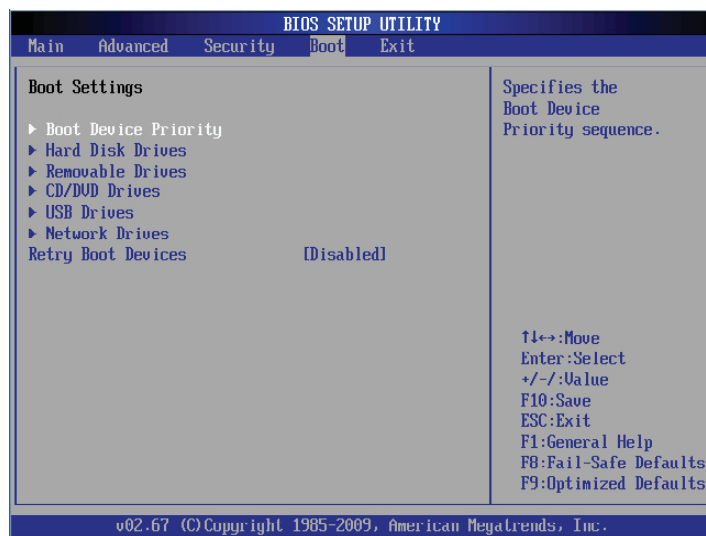 BIOS SETUP UTILITY
Main Advanced Security Boot Exit
Boot Settings
Boot Device Priority
Hard Disk Drives
Removable Drives
CD/DVD Drives
USB Drives
Network Drives
Retry Boot Devices [Disabled]
Specifies the
Boot Device
Priority sequence.
↑↓↔:Move
Enter:Select
+/-/:Value
F10:Save
ESC:Exit
F1:General Help
F8:Fail-Safe Defaults
F9:Optimized Defaults
v02.67 (C)Copyright 1985-2009, American Megatrends, Inc.